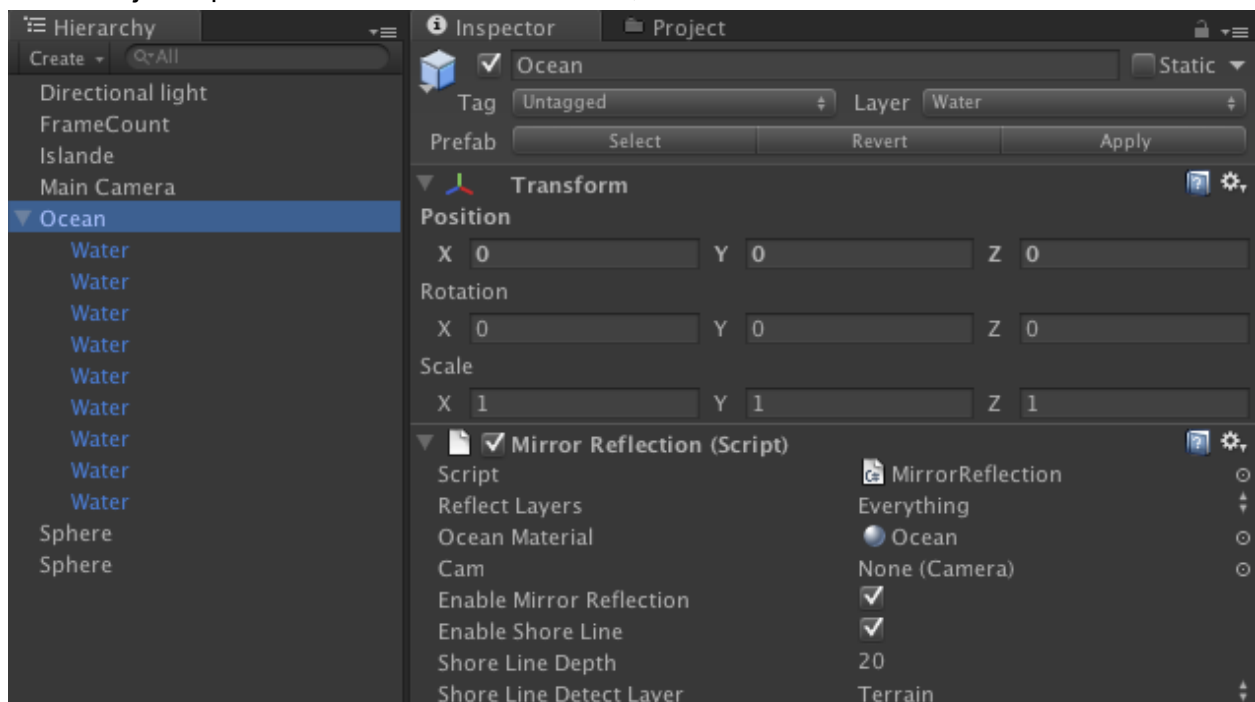 Hierarchy
Create
All
Directional light
FrameCount
Islande
Main Camera
Ocean
Water
Water
Water
Water
Water
Water
Water
Water
Water
Sphere
Sphere
Inspector Project
Ocean Static
Tag Untagged Layer Water
Prefab Select Revert Apply
Transform
Position
X 0 Y 0 Z 0
Rotation
X 0 Y 0 Z 0
Scale
X 1 Y 1 Z 1
Mirror Reflection (Script)
Script MirrorReflection
Reflect Layers Everything
Ocean Material Ocean
Cam None (Camera)
Enable Mirror Reflection
Enable Shore Line
Shore Line Depth 20
Shore Line Detect Layer Terrain